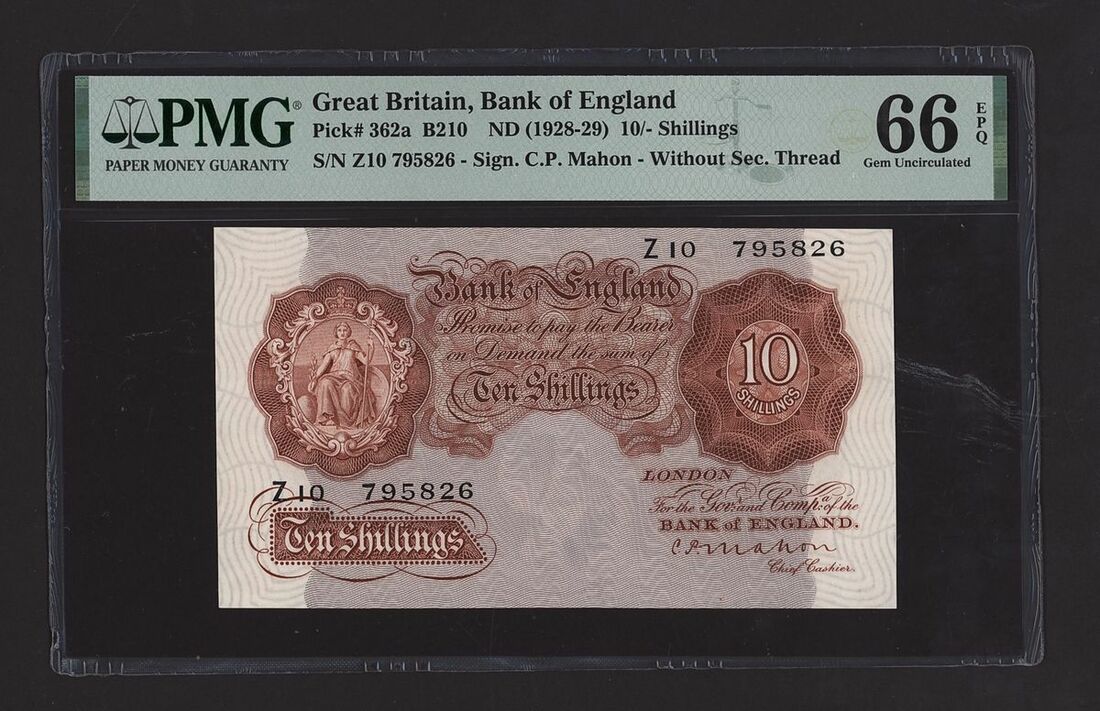 PMG®
PAPER MONEY GUARANTY
Great Britain, Bank of England
Pick# 362a B210 ND (1928-29) 10/- Shillings
S/N Z10 795826 - Sign. C.P. Mahon - Without Sec. Thread
66 EPQ
Gem Uncirculated
Z10 795826
Bank of England
Promise to pay the Bearer
on Demand the sum of
Ten Shillings
10
SHILLINGS
Z10 795826
Ten Shillings
LONDON
For the Govr. and Compa. of the
BANK of ENGLAND.
C.P. Mahon
Chief Cashier.